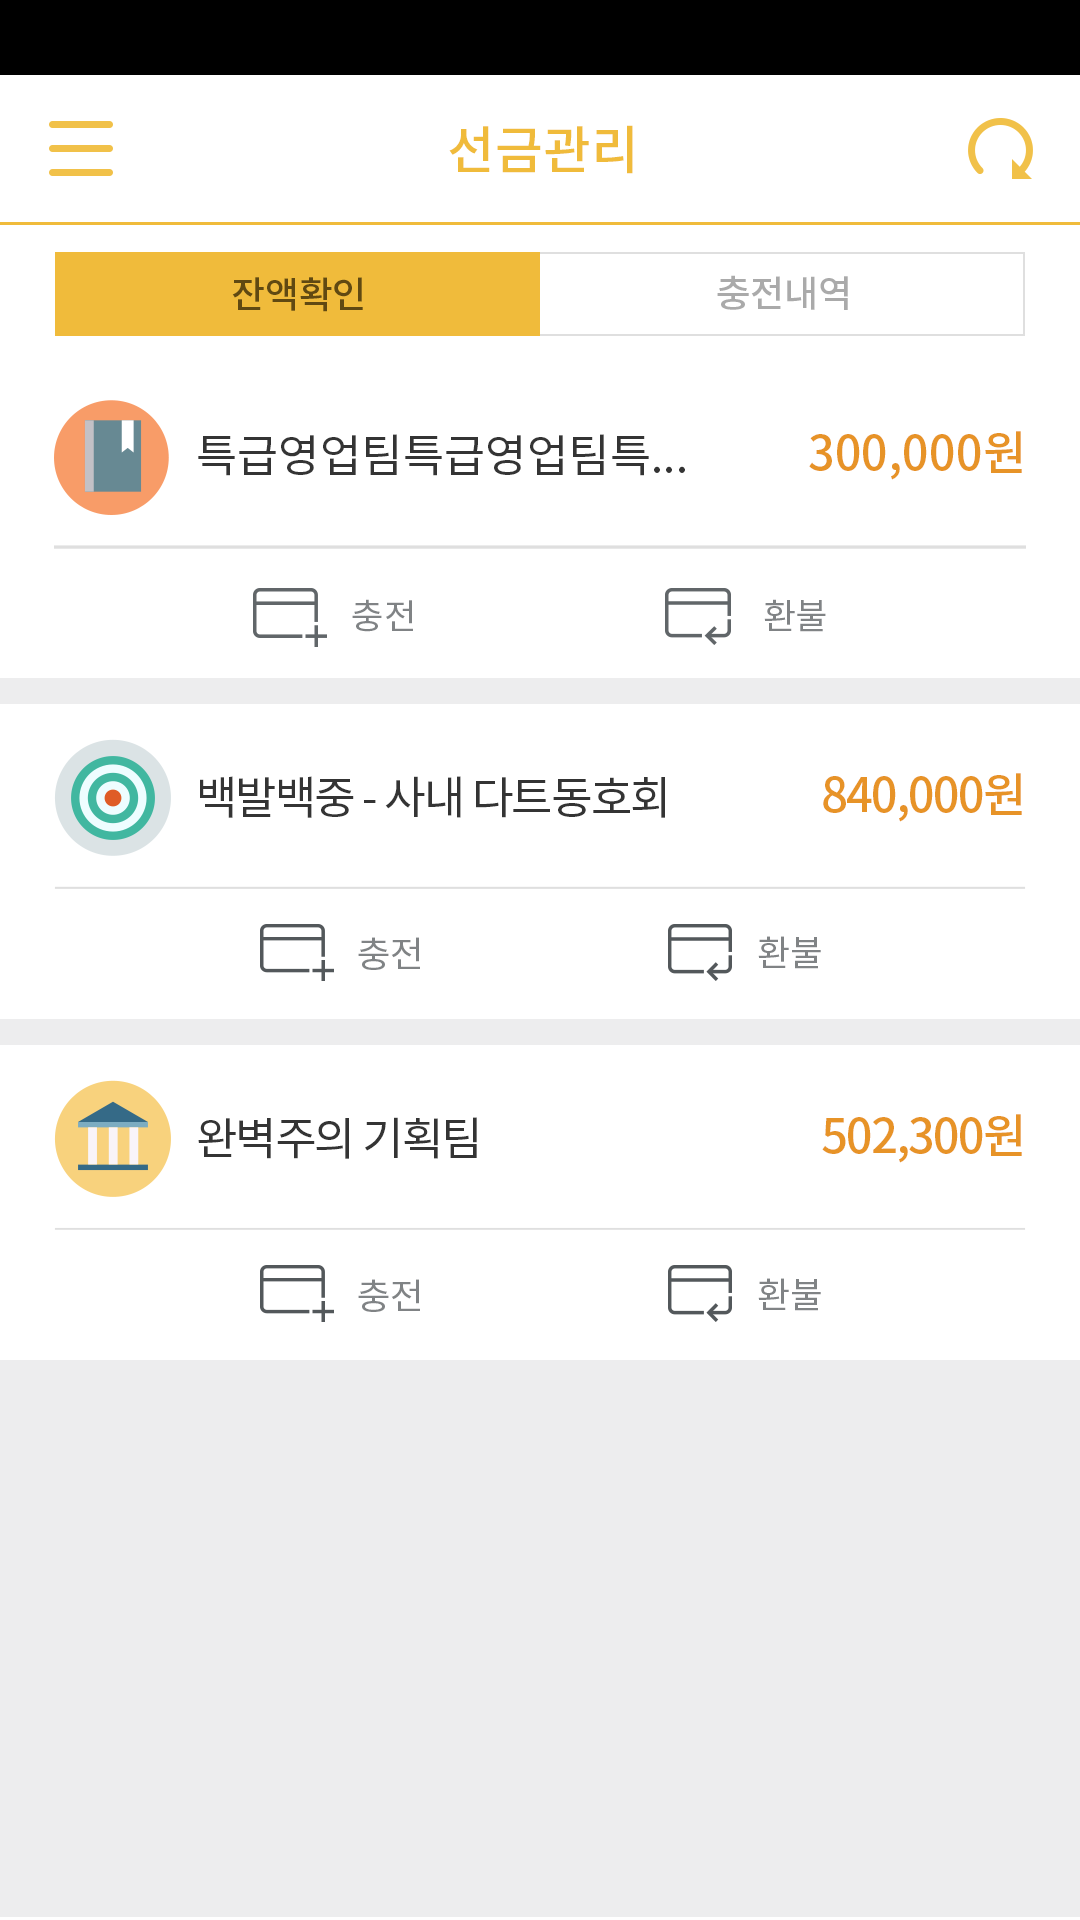 선금관리
잔액확인 충전내역
특급영업팀특급영업팀특... 300,000원
충전 환불
백발백중 - 사내 다트동호회 840,000원
충전 환불
완벽주의 기획팀 502,300원
충전 환불